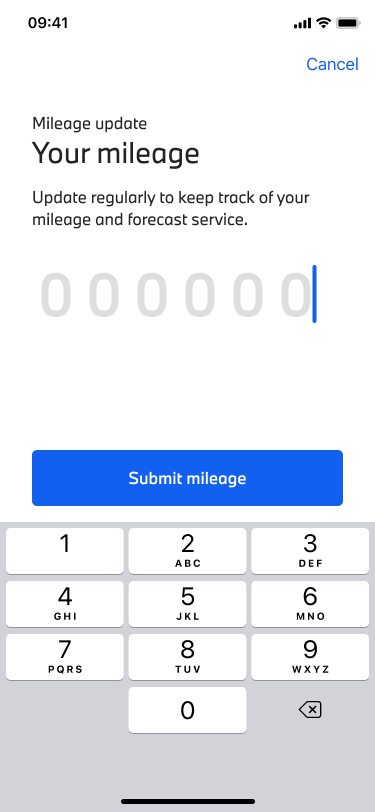 09:41
Cancel
Mileage update
Your mileage
Update regularly to keep track of your
mileage and forecast service.
000000
Submit mileage
1 2 3
ABC DEF
4 5 6
GHI JKL MNO
7 8 9
PQRS TUV WXYZ
0